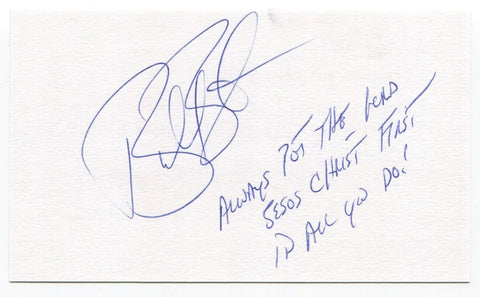 ALWAYS PUT THE LORD
JESUS CHRIST FIRST
IN ALL YOU DO!